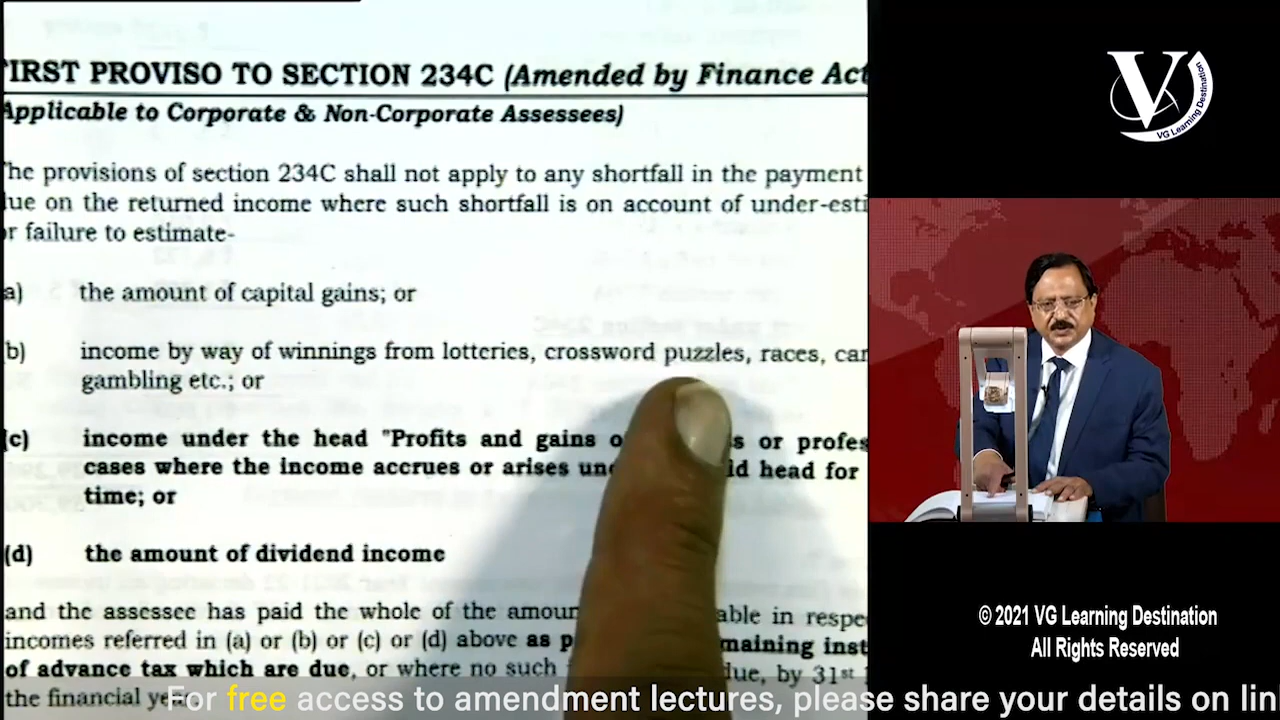 FIRST PROVISO TO SECTION 234C (Amended by Finance Act
Applicable to Corporate & Non-Corporate Assessees)
The provisions of section 234C shall not apply to any shortfall in the payment
due on the returned income where such shortfall is on account of under-esti
or failure to estimate-
a) the amount of capital gains; or
(b) income by way of winnings from lotteries, crossword puzzles, races, car
gambling etc.; or
(c) income under the head "Profits and gains o s or profes
cases where the income accrues or arises un id head for
time; or
(d) the amount of dividend income
and the assessee has paid the whole of the amoun able in respe
incomes referred in (a) or (b) or (c) or (d) above as p maining inst
of advance tax which are due, or where no such due, by 31st
the financial year.
V
VG Learning Destination
© 2021 VG Learning Destination
All Rights Reserved
For free access to amendment lectures, please share your details on lin